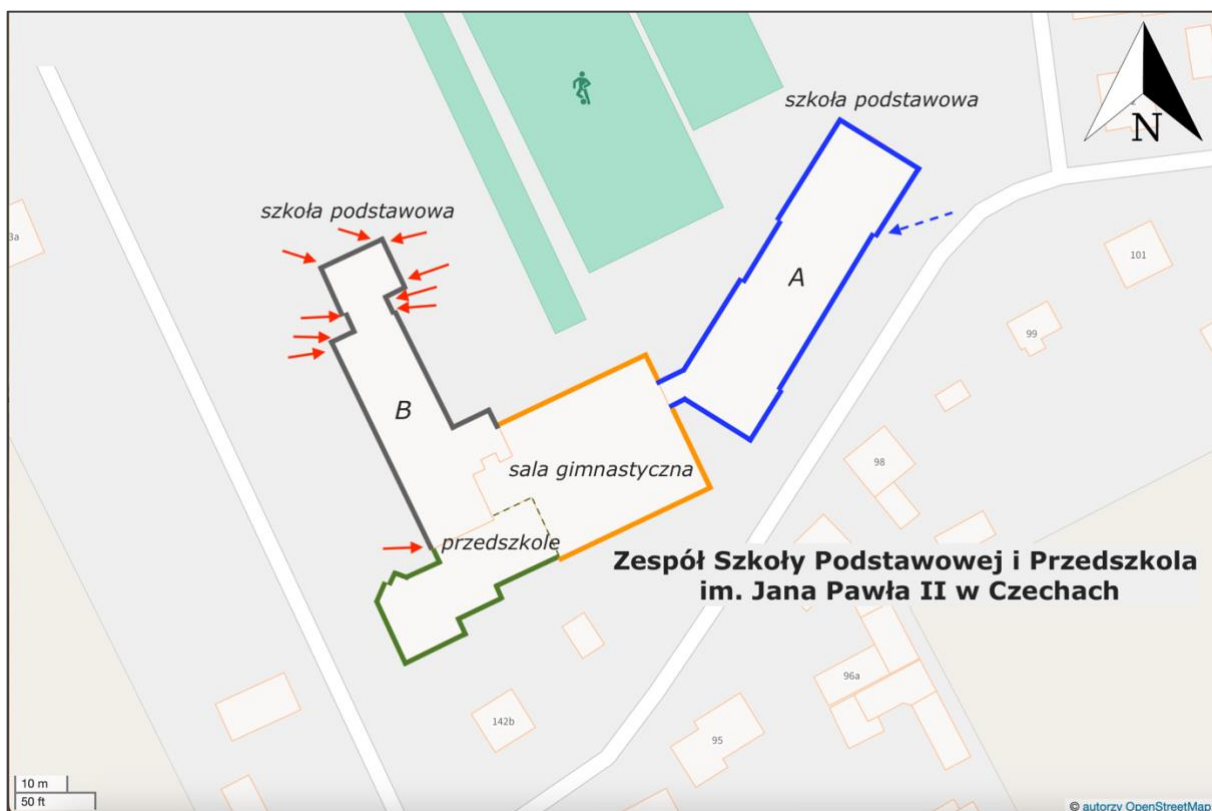 szkoła podstawowa
N
szkoła podstawowa
3a
101
A
99
B
98
sala gimnastyczna
przedszkole
Zespół Szkoły Podstawowej i Przedszkola
im. Jana Pawła II w Czechach
96a
142b
95
10 m
50 ft
© autorzy OpenStreetMap